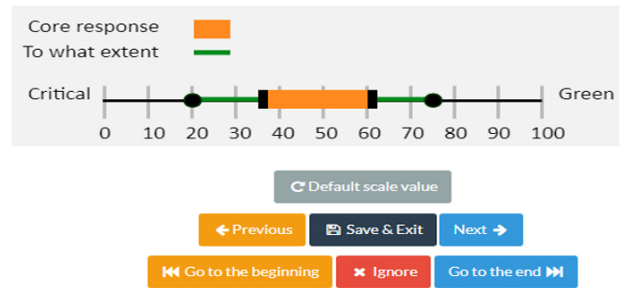 Core response
To what extent
Critical Green
0 10 20 30 40 50 60 70 80 90 100
Default scale value
Previous Save & Exit Next
Go to the beginning Ignore Go to the end